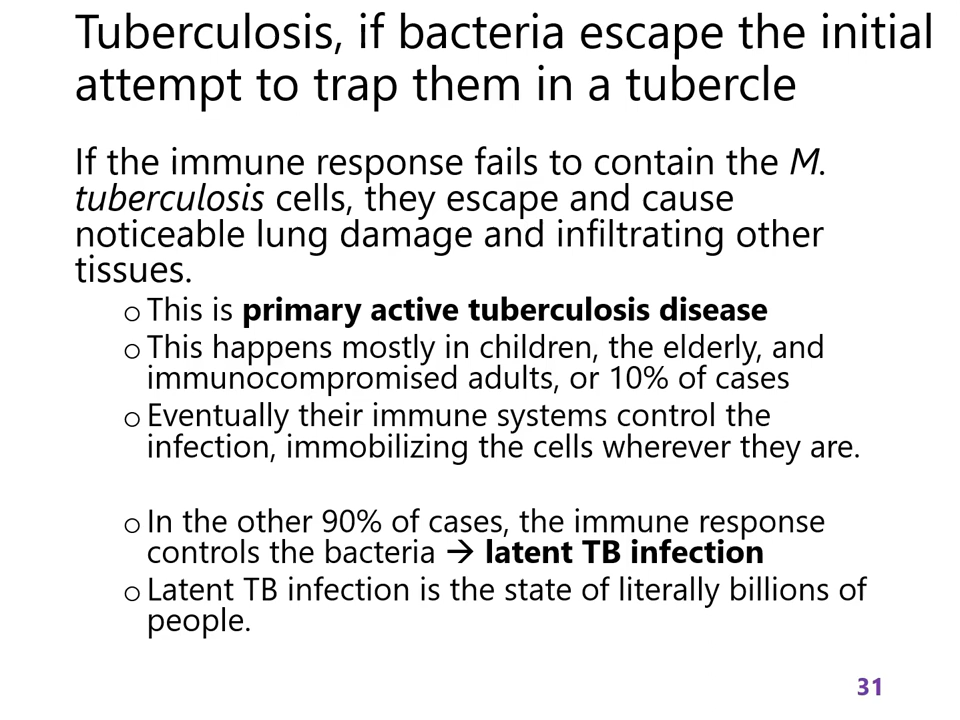 Tuberculosis, if bacteria escape the initial
attempt to trap them in a tubercle
If the immune response fails to contain the M.
tuberculosis cells, they escape and cause
noticeable lung damage and infiltrating other
tissues.
o This is primary active tuberculosis disease
o This happens mostly in children, the elderly, and
immunocompromised adults, or 10% of cases
o Eventually their immune systems control the
infection, immobilizing the cells wherever they are.
o In the other 90% of cases, the immune response
controls the bacteria → latent TB infection
o Latent TB infection is the state of literally billions of
people.
31